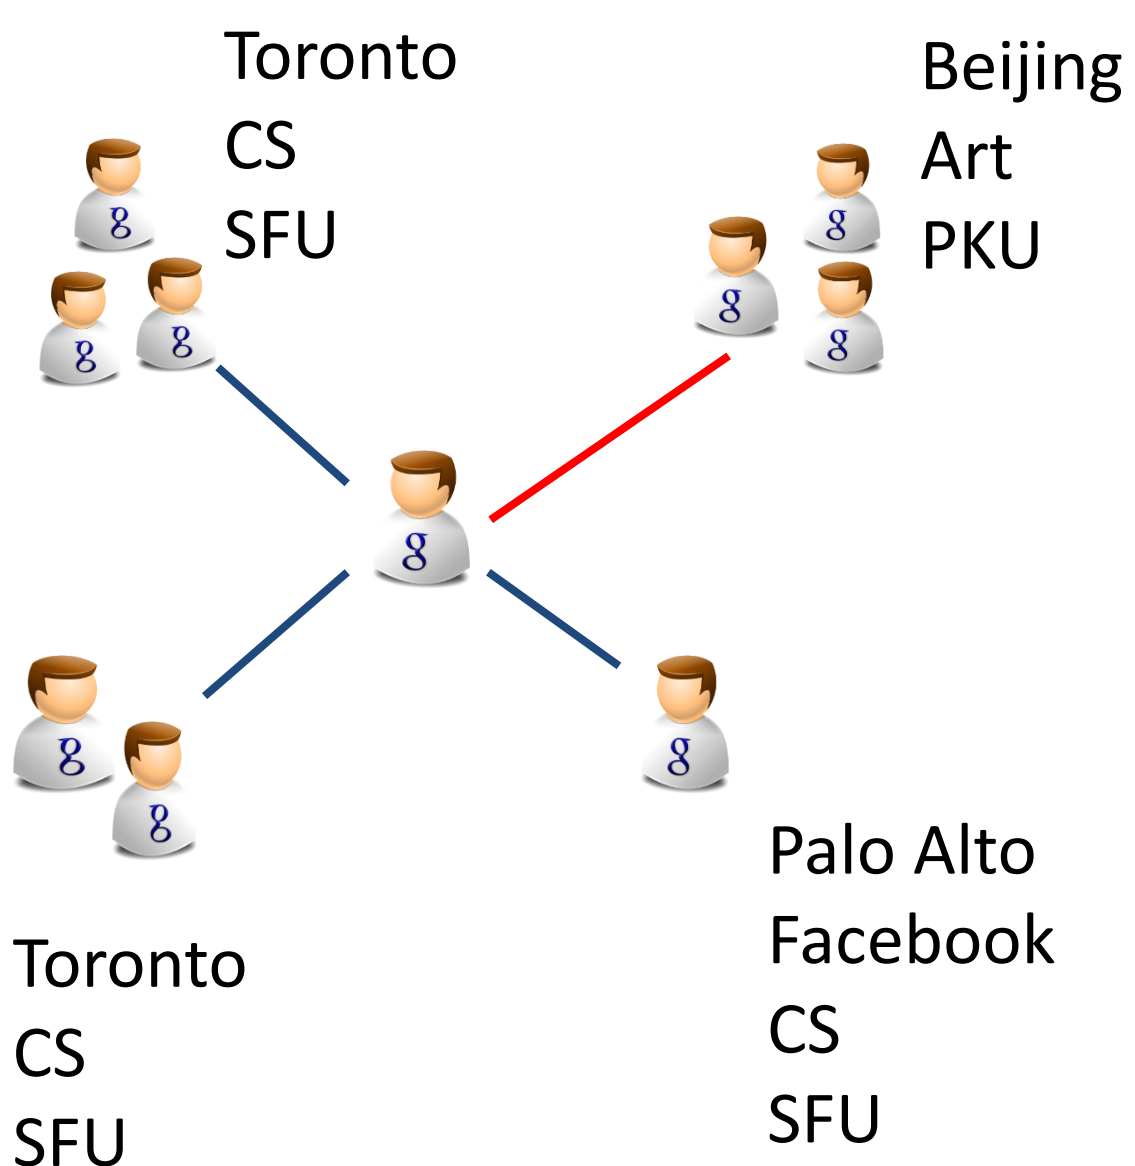 Toronto
CS
SFU
Beijing
Art
PKU
g
g
g
g
g
g
g
g
g
g
Palo Alto
Facebook
CS
SFU
Toronto
CS
SFU